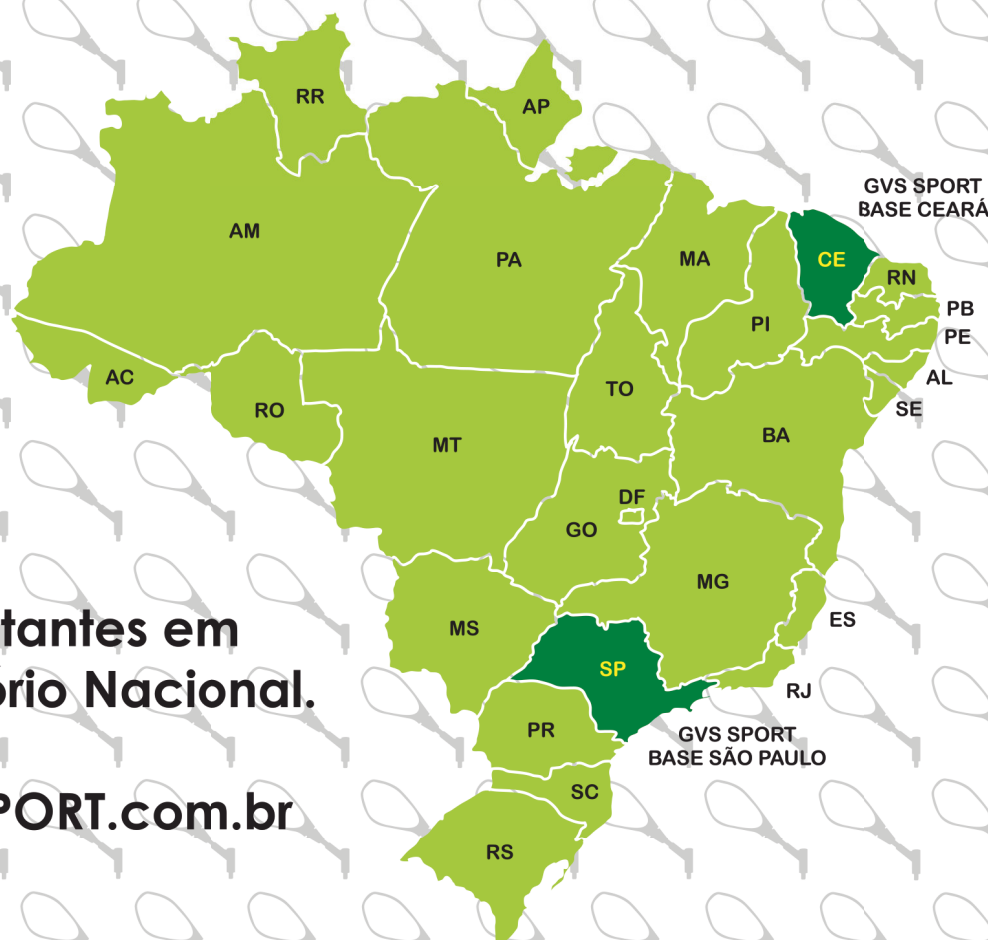 RR
AP
GVS SPORT
BASE CEARÁ
AM
PA
MA
CE
RN
PB
PI
PE
AC
TO
AL
RO
SE
MT
BA
DF
GO
MG
MS
ES
tantes em
SP
rio Nacional.
RJ
PR
GVS SPORT
BASE SÃO PAULO
SC
PORT.com.br
RS